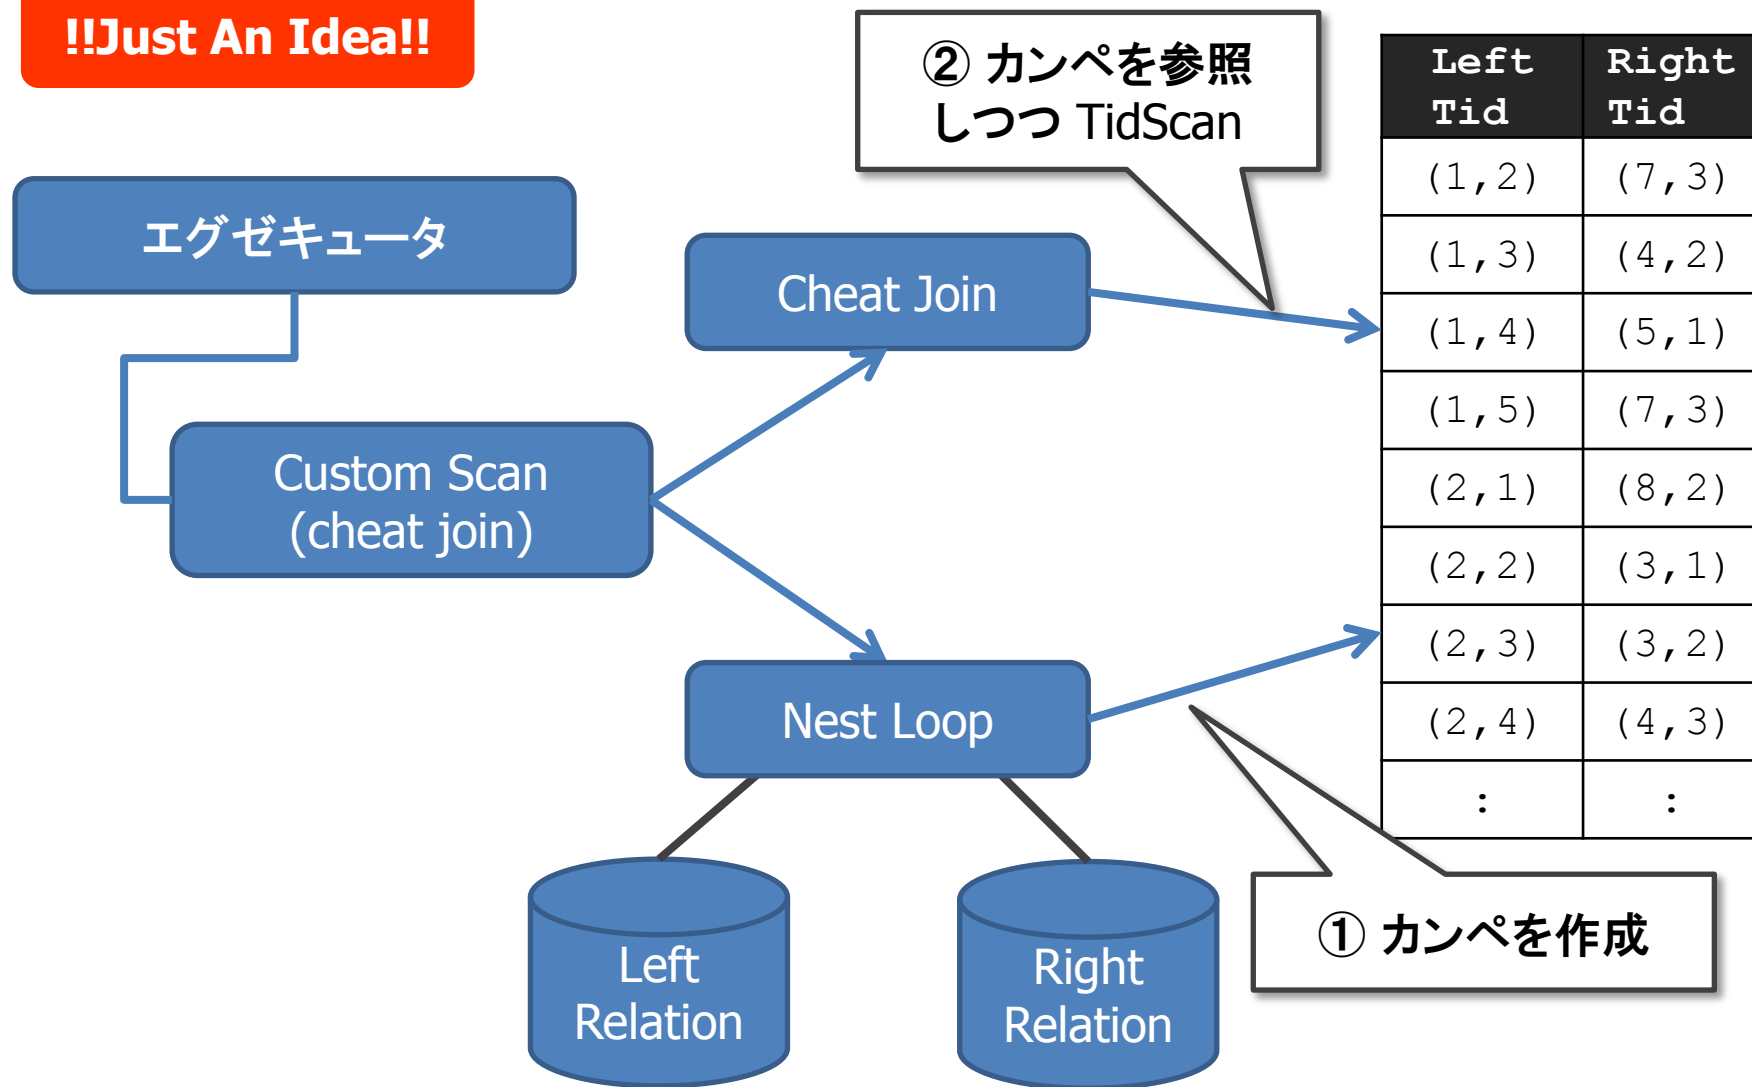 !!Just An Idea!!
② カンペを参照
しつつ TidScan
エグゼキュータ
Cheat Join
Custom Scan
(cheat join)
Nest Loop
Left
Relation
Right
Relation
① カンペを作成
Left Tid Right Tid
(1,2) (7,3)
(1,3) (4,2)
(1,4) (5,1)
(1,5) (7,3)
(2,1) (8,2)
(2,2) (3,1)
(2,3) (3,2)
(2,4) (4,3)
: :